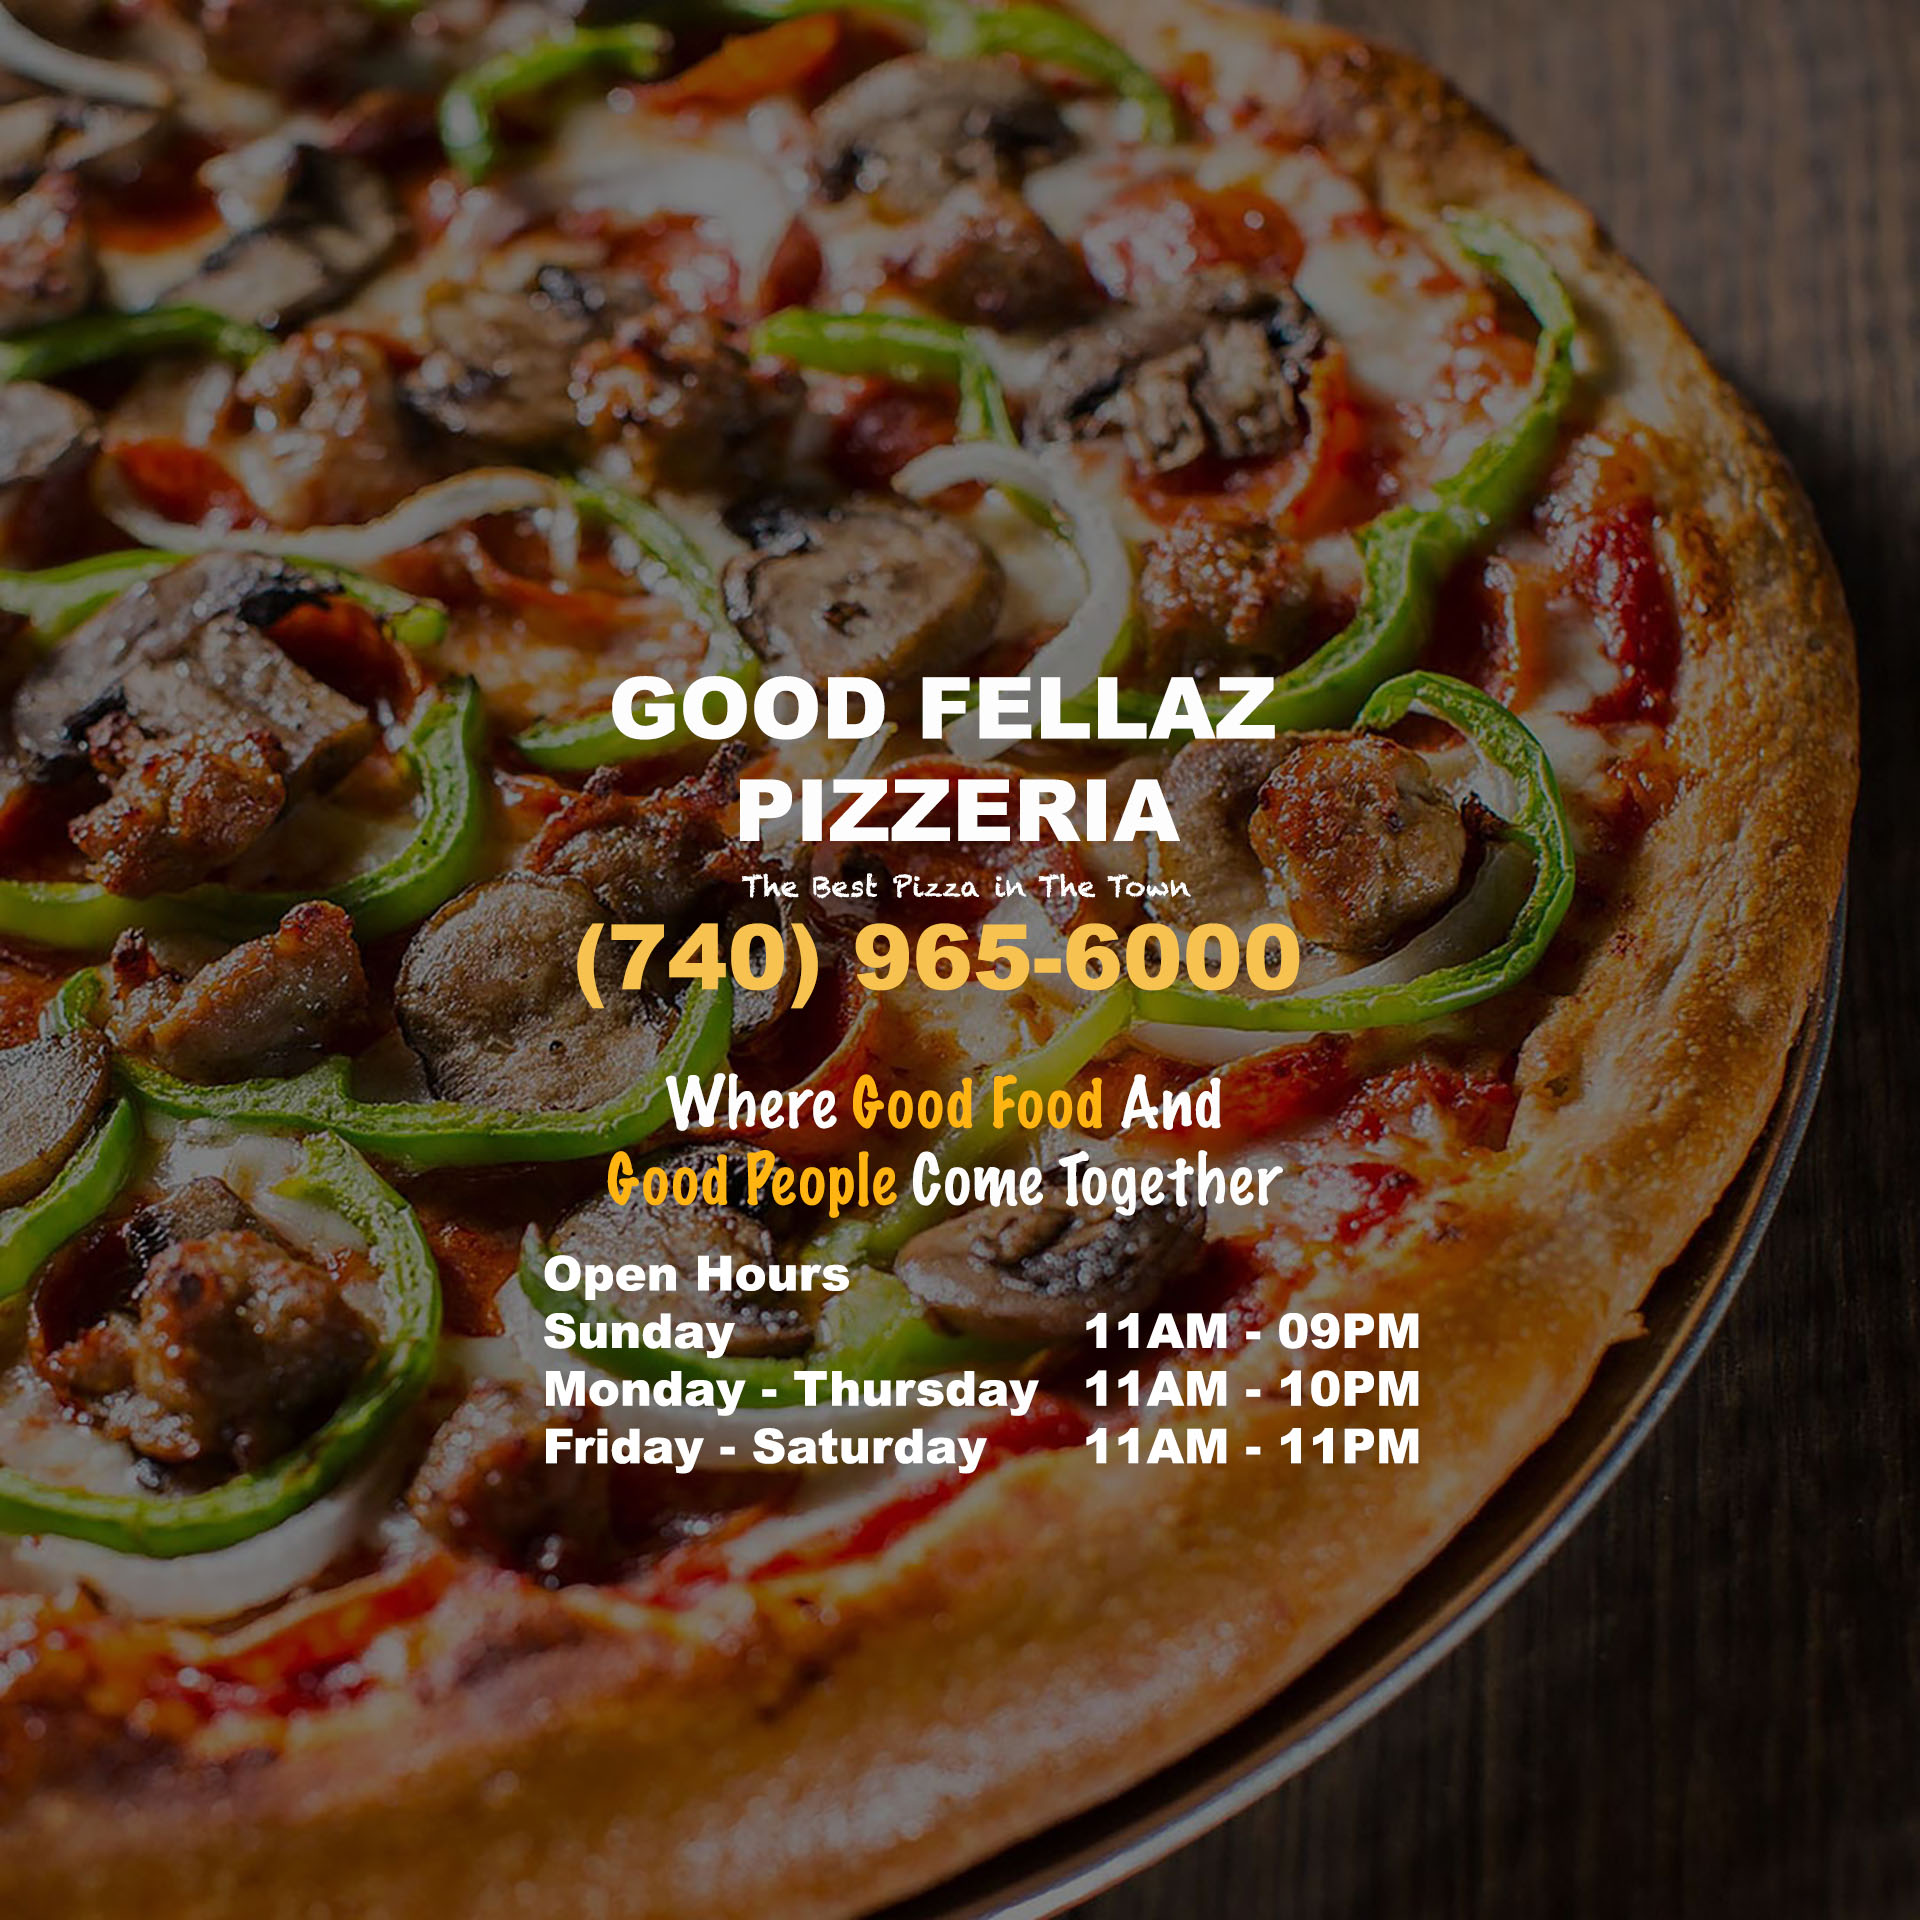 GOOD FELLAZ
PIZZERIA
The Best Pizza in The Town
(740) 965-6000
Where Good Food And
Good People Come Together
Open Hours
Sunday 11AM - 09PM
Monday - Thursday 11AM - 10PM
Friday - Saturday 11AM - 11PM